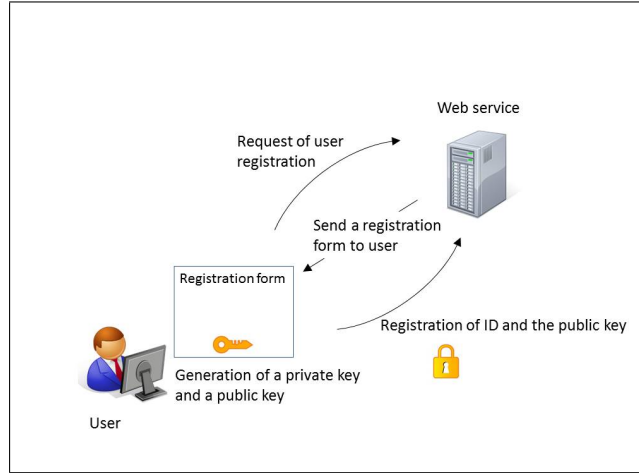 Web service
Request of user
registration
Send a registration
form to user
Registration form
Registration of ID and the public key
Generation of a private key
and a public key
User